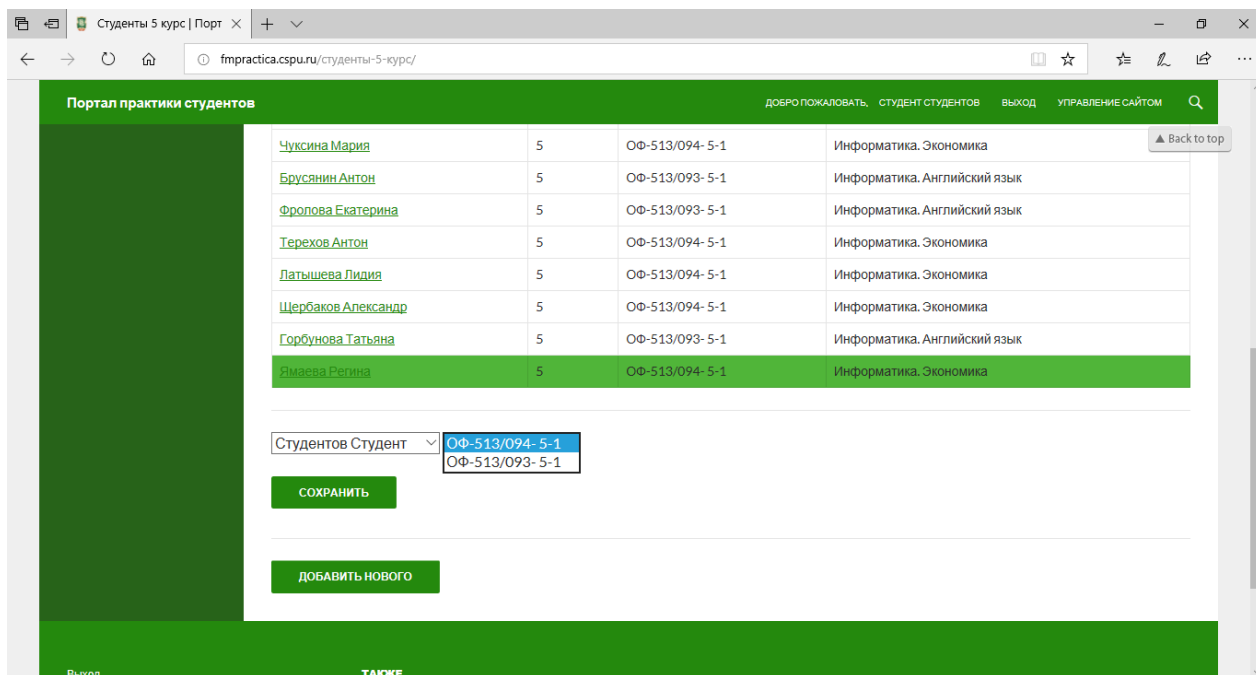 Студенты 5 курс | Порт
fmpractica.cspu.ru/студенты-5-курс/
Портал практики студентов ДОБРО ПОЖАЛОВАТЬ, СТУДЕНТ СТУДЕНТОВ ВЫХОД УПРАВЛЕНИЕ САЙТОМ
▲ Back to top
Чуксина Мария 5 ОФ-513/094- 5-1 Информатика. Экономика
Брусянин Антон 5 ОФ-513/093- 5-1 Информатика. Английский язык
Фролова Екатерина 5 ОФ-513/093- 5-1 Информатика. Английский язык
Терехов Антон 5 ОФ-513/094- 5-1 Информатика. Экономика
Латышева Лидия 5 ОФ-513/094- 5-1 Информатика. Экономика
Щербаков Александр 5 ОФ-513/094- 5-1 Информатика. Экономика
Горбунова Татьяна 5 ОФ-513/093- 5-1 Информатика. Английский язык
Ямаева Регина 5 ОФ-513/094- 5-1 Информатика. Экономика
Студентов Студент ОФ-513/094- 5-1
ОФ-513/093- 5-1
СОХРАНИТЬ
ДОБАВИТЬ НОВОГО
Выход ТАКЖЕ